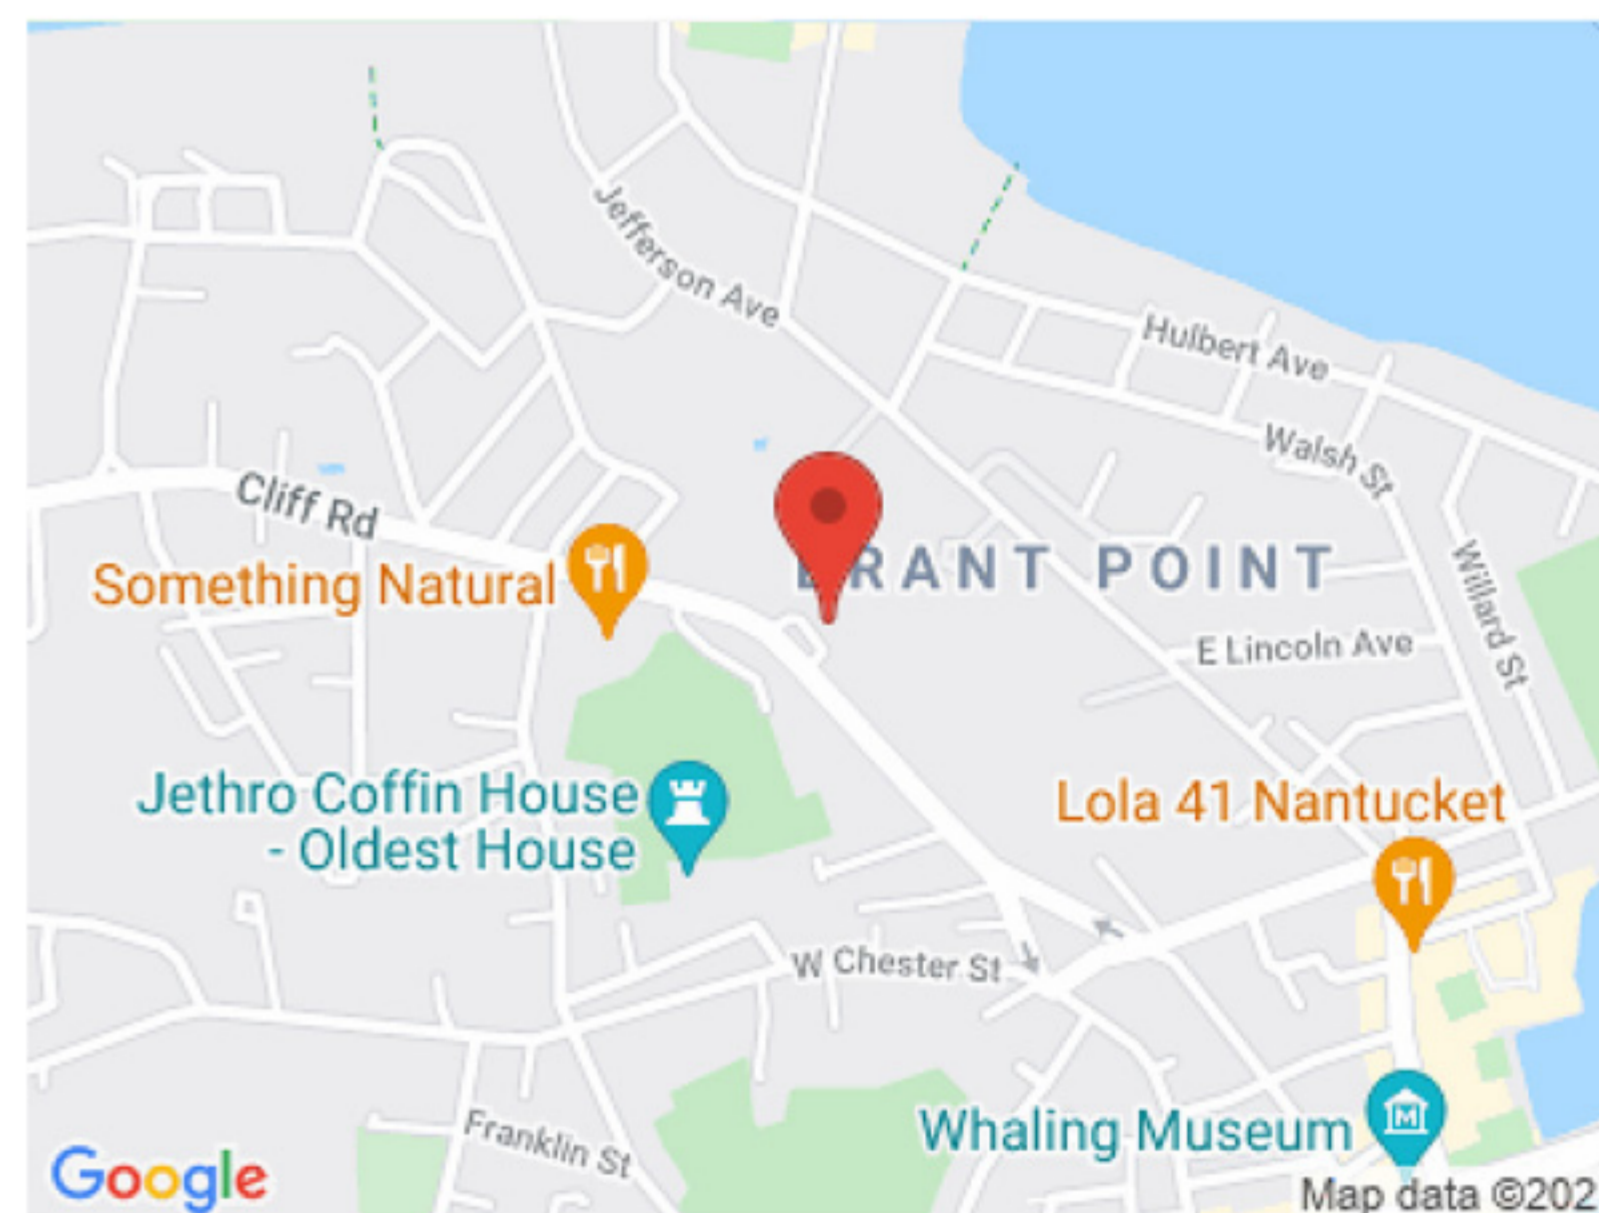 Jefferson Ave
Hulbert Ave
Walsh St
Cliff Rd
Something Natural
BRANT POINT
Willard St
E Lincoln Ave
Jethro Coffin House
- Oldest House
Lola 41 Nantucket
W Chester St
Franklin St
Whaling Museum
M
Google
Map data ©202